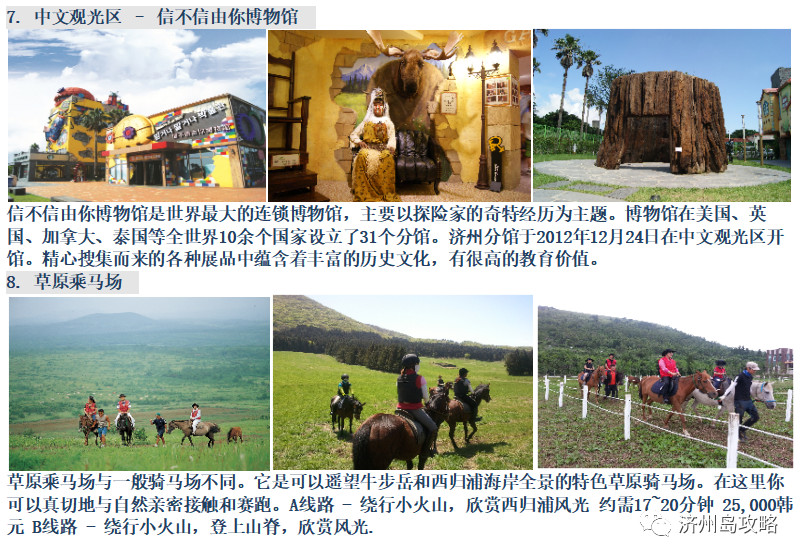 7. 中文观光区 - 信不信由你博物馆
信不信由你博物馆是世界最大的连锁博物馆，主要以探险家的奇特经历为主题。博物馆在美国、英
国、加拿大、泰国等全世界10余个国家设立了31个分馆。济州分馆于2012年12月24日在中文观光区开
馆。精心搜集而来的各种展品中蕴含着丰富的历史文化，有很高的教育价值。
8. 草原乘马场
草原乘马场与一般骑马场不同。它是可以遥望牛步岳和西归浦海岸全景的特色草原骑马场。在这里你
可以真切地与自然亲密接触和赛跑。A线路 - 绕行小火山，欣赏西归浦风光 约需17~20分钟 25,000韩
元 B线路 - 绕行小火山，登上山脊，欣赏风光.
济州岛攻略